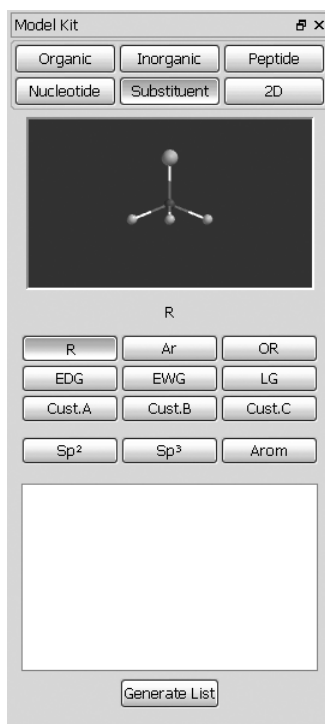 Model Kit
Organic Inorganic Peptide
Nucleotide Substituent 2D
R
R Ar OR
EDG EWG LG
Cust.A Cust.B Cust.C
Sp² Sp³ Arom
Generate List